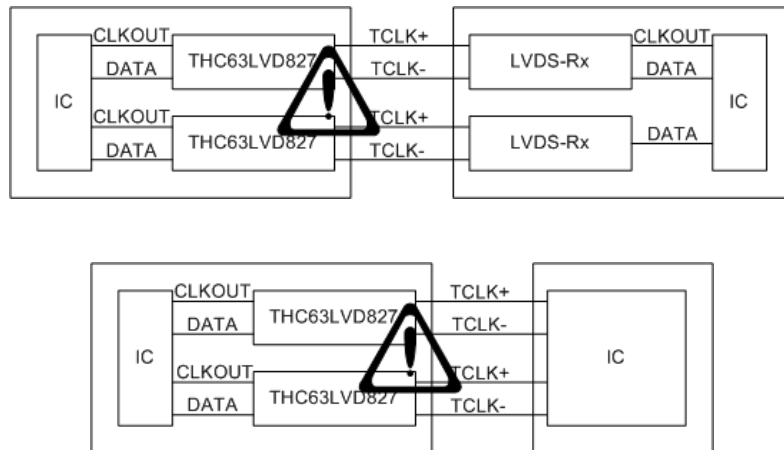 CLKOUT THC63LVD827 TCLK+ LVDS-Rx CLKOUT
DATA TCLK- DATA
IC IC
CLKOUT THC63LVD827 TCLK+ LVDS-Rx DATA
DATA TCLK-
CLKOUT THC63LVD827 TCLK+
DATA TCLK-
IC IC
CLKOUT THC63LVD827 TCLK+
DATA TCLK-